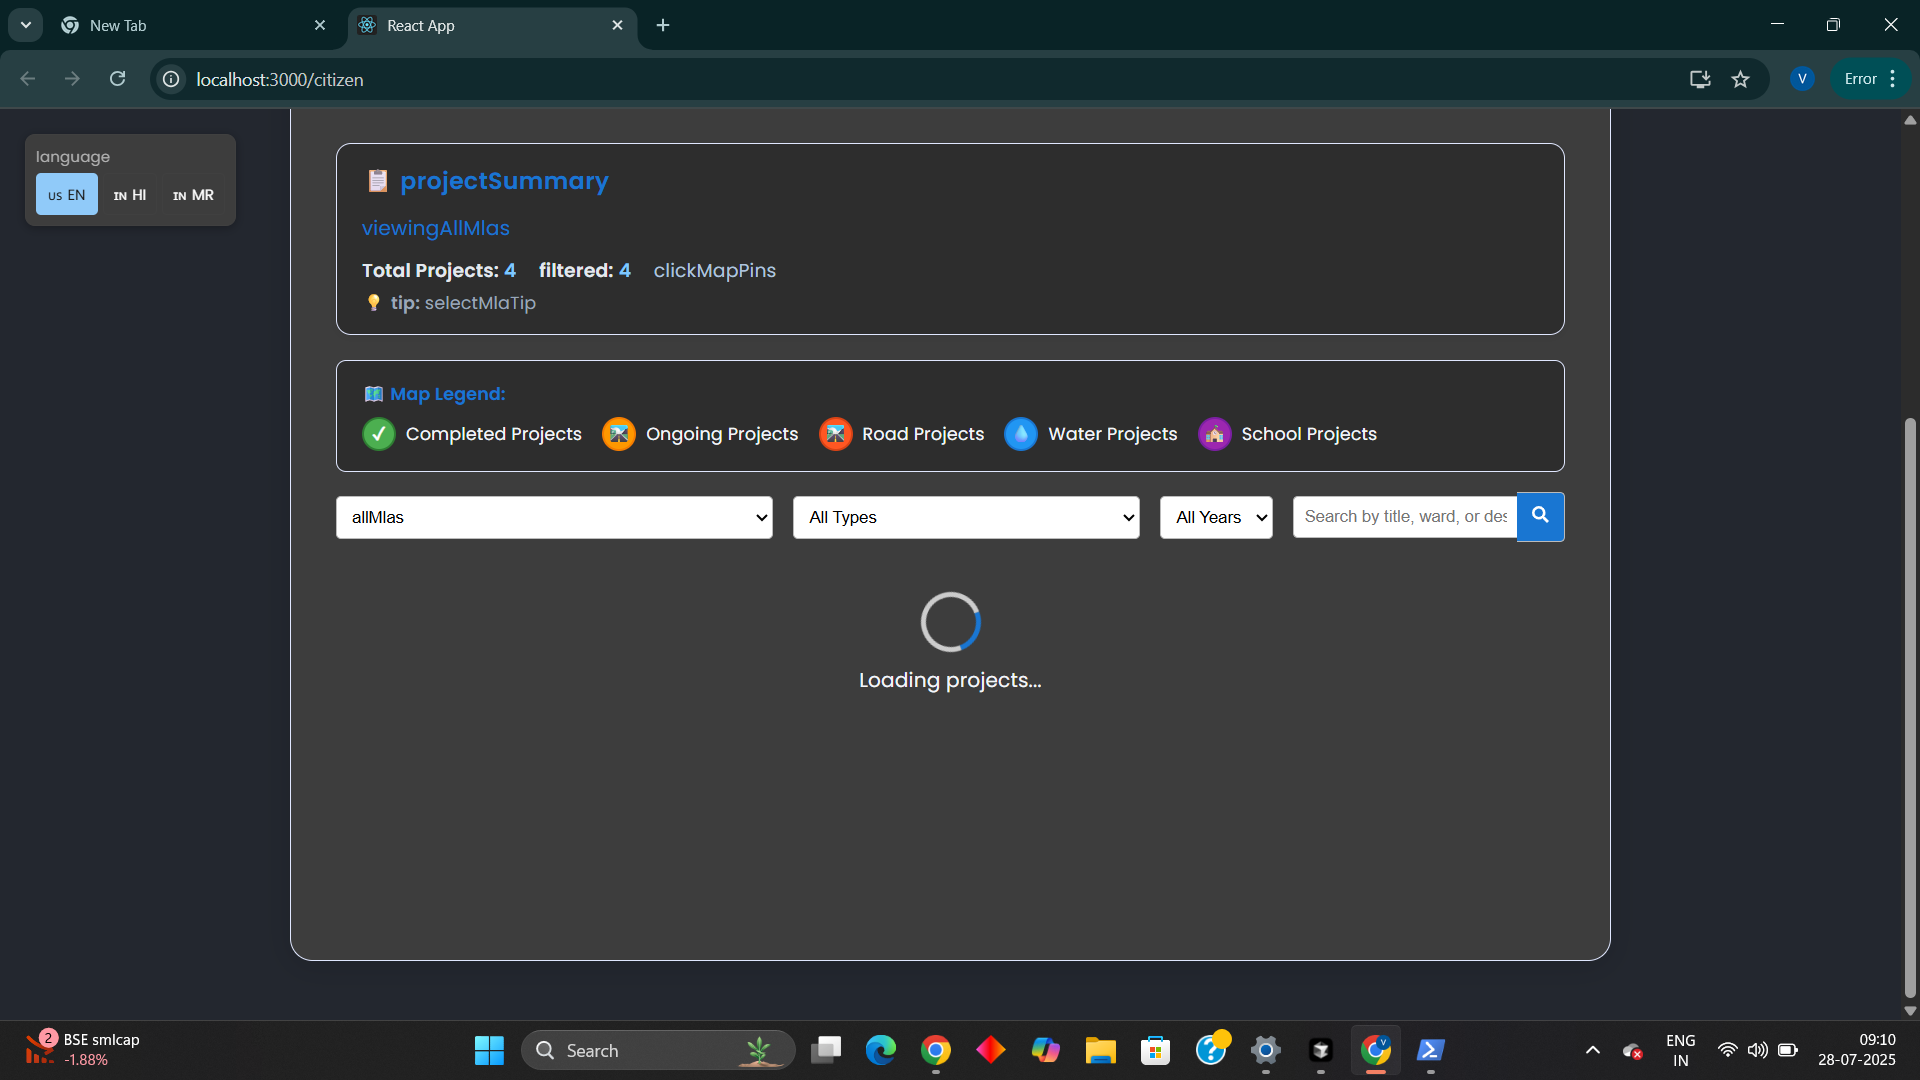 New Tab
React App
localhost:3000/citizen
V
Error
language
US EN
IN HI
IN MR
projectSummary
viewingAllMlas
Total Projects: 4 filtered: 4 clickMapPins
tip: selectMlaTip
Map Legend:
Completed Projects
Ongoing Projects
Road Projects
Water Projects
School Projects
allMlas
All Types
All Years
Search by title, ward, or des
Loading projects...
2
BSE smlcap
-1.88%
Search
ENG
IN
09:10
28-07-2025